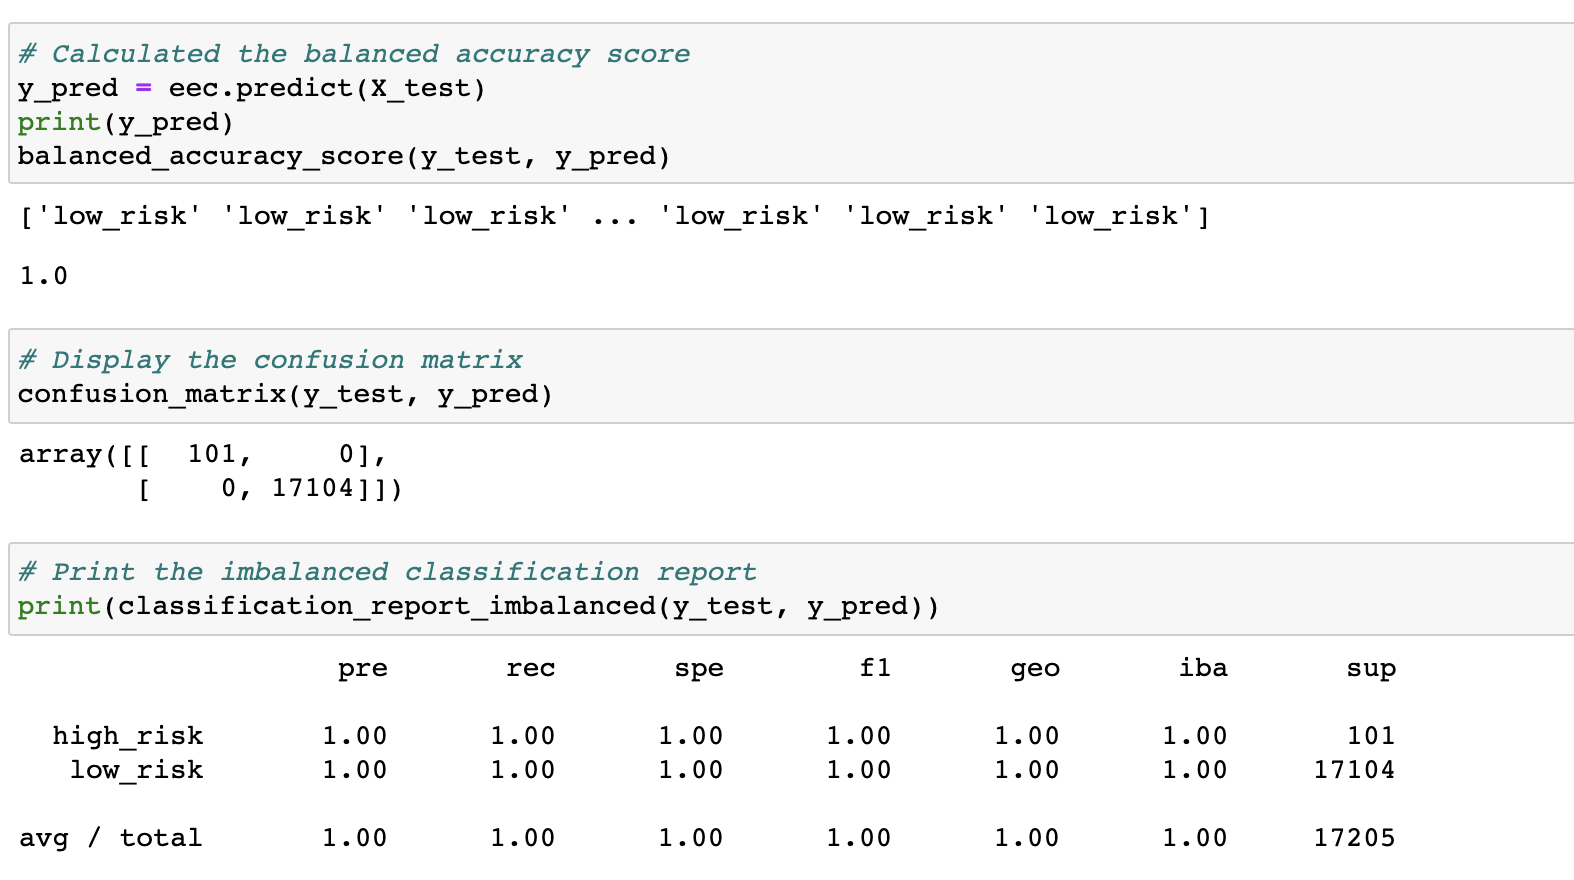 # Calculated the balanced accuracy score
y_pred = eec.predict(X_test)
print(y_pred)
balanced_accuracy_score(y_test, y_pred)
['low_risk' 'low_risk' 'low_risk' ... 'low_risk' 'low_risk' 'low_risk']
1.0
# Display the confusion matrix
confusion_matrix(y_test, y_pred)
array([[  101,     0],
       [    0, 17104]])
# Print the imbalanced classification report
print(classification_report_imbalanced(y_test, y_pred))
                   pre       rec       spe        f1       geo       iba       sup
  high_risk       1.00      1.00      1.00      1.00      1.00      1.00       101
   low_risk       1.00      1.00      1.00      1.00      1.00      1.00     17104
avg / total       1.00      1.00      1.00      1.00      1.00      1.00     17205